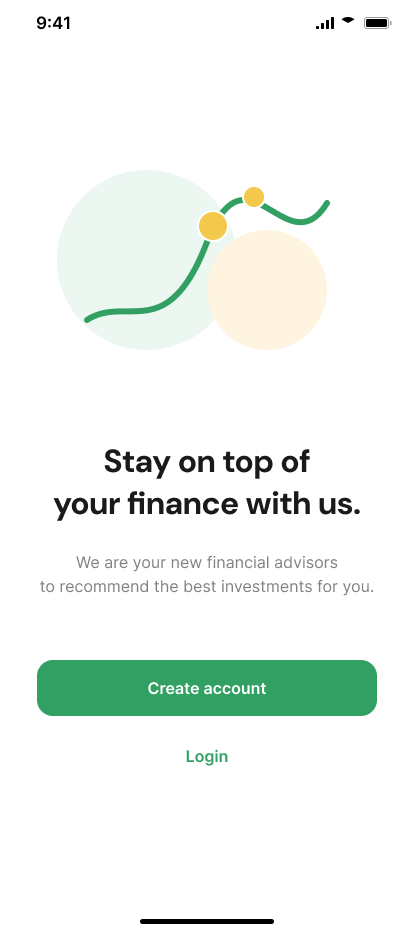 9:41
Stay on top of
your finance with us.
We are your new financial advisors
to recommend the best investments for you.
Create account
Login